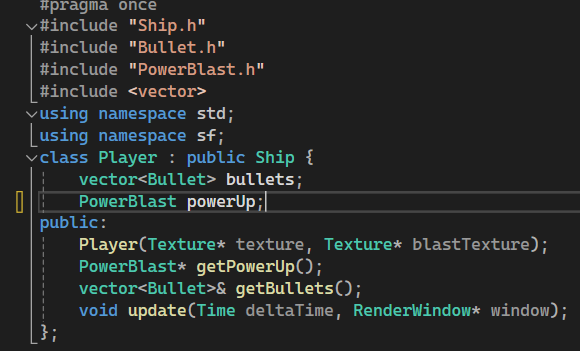 #pragma once
#include "Ship.h"
#include "Bullet.h"
#include "PowerBlast.h"
#include <vector>
using namespace std;
using namespace sf;
class Player : public Ship {
    vector<Bullet> bullets;
    PowerBlast powerUp;
public:
    Player(Texture* texture, Texture* blastTexture);
    PowerBlast* getPowerUp();
    vector<Bullet>& getBullets();
    void update(Time deltaTime, RenderWindow* window);
};